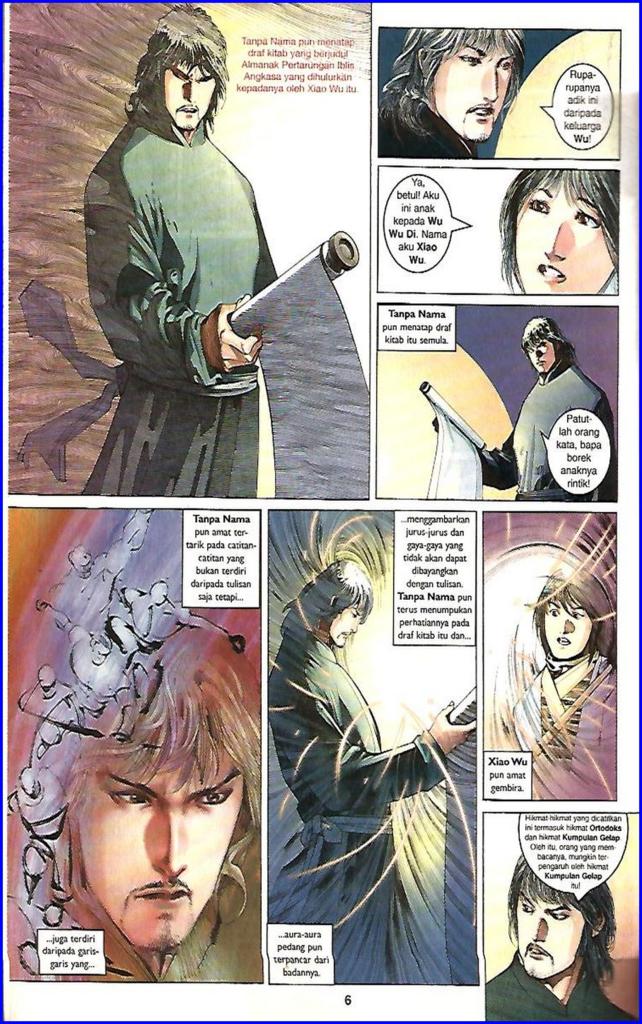 Tanpa Nama pun menatap
draf kitab yang berjudul
Almanak Pertarungan Iblis
Angkasa yang dihulurkan
kepadanya oleh Xiao Wu itu.
Rupa-
rupanya
adik ini
daripada
keluarga
Wu!
Ya,
betul! Aku
ini anak
kepada Wu
Wu Di. Nama
aku Xiao
Wu.
Tanpa Nama
pun menatap draf
kitab itu semula.
Patut-
lah orang
kata, bapa
borek
anaknya
rintik!
Tanpa Nama
pun amat ter-
tarik pada catitan-
catitan yang
bukan terdiri
daripada tulisan
saja tetapi...
...juga terdiri
daripada garis-
garis yang...
...menggambarkan
jurus-jurus dan
gaya-gaya yang
tidak akan dapat
dibayangkan
dengan tulisan.
Tanpa Nama pun
terus menumpukan
perhatiannya pada
draf kitab itu dan...
...aura-aura
pedang pun
terpancar dari
badannya.
Xiao Wu
pun amat
gembira.
Hikmat-hikmat yang dicatitkan
ini termasuk hikmat Ortodoks
dan hikmat Kumpulan Gelap.
Oleh itu, orang yang mem-
bacanya, mungkin ter-
pengaruh oleh hikmat
Kumpulan Gelap
itu!
6